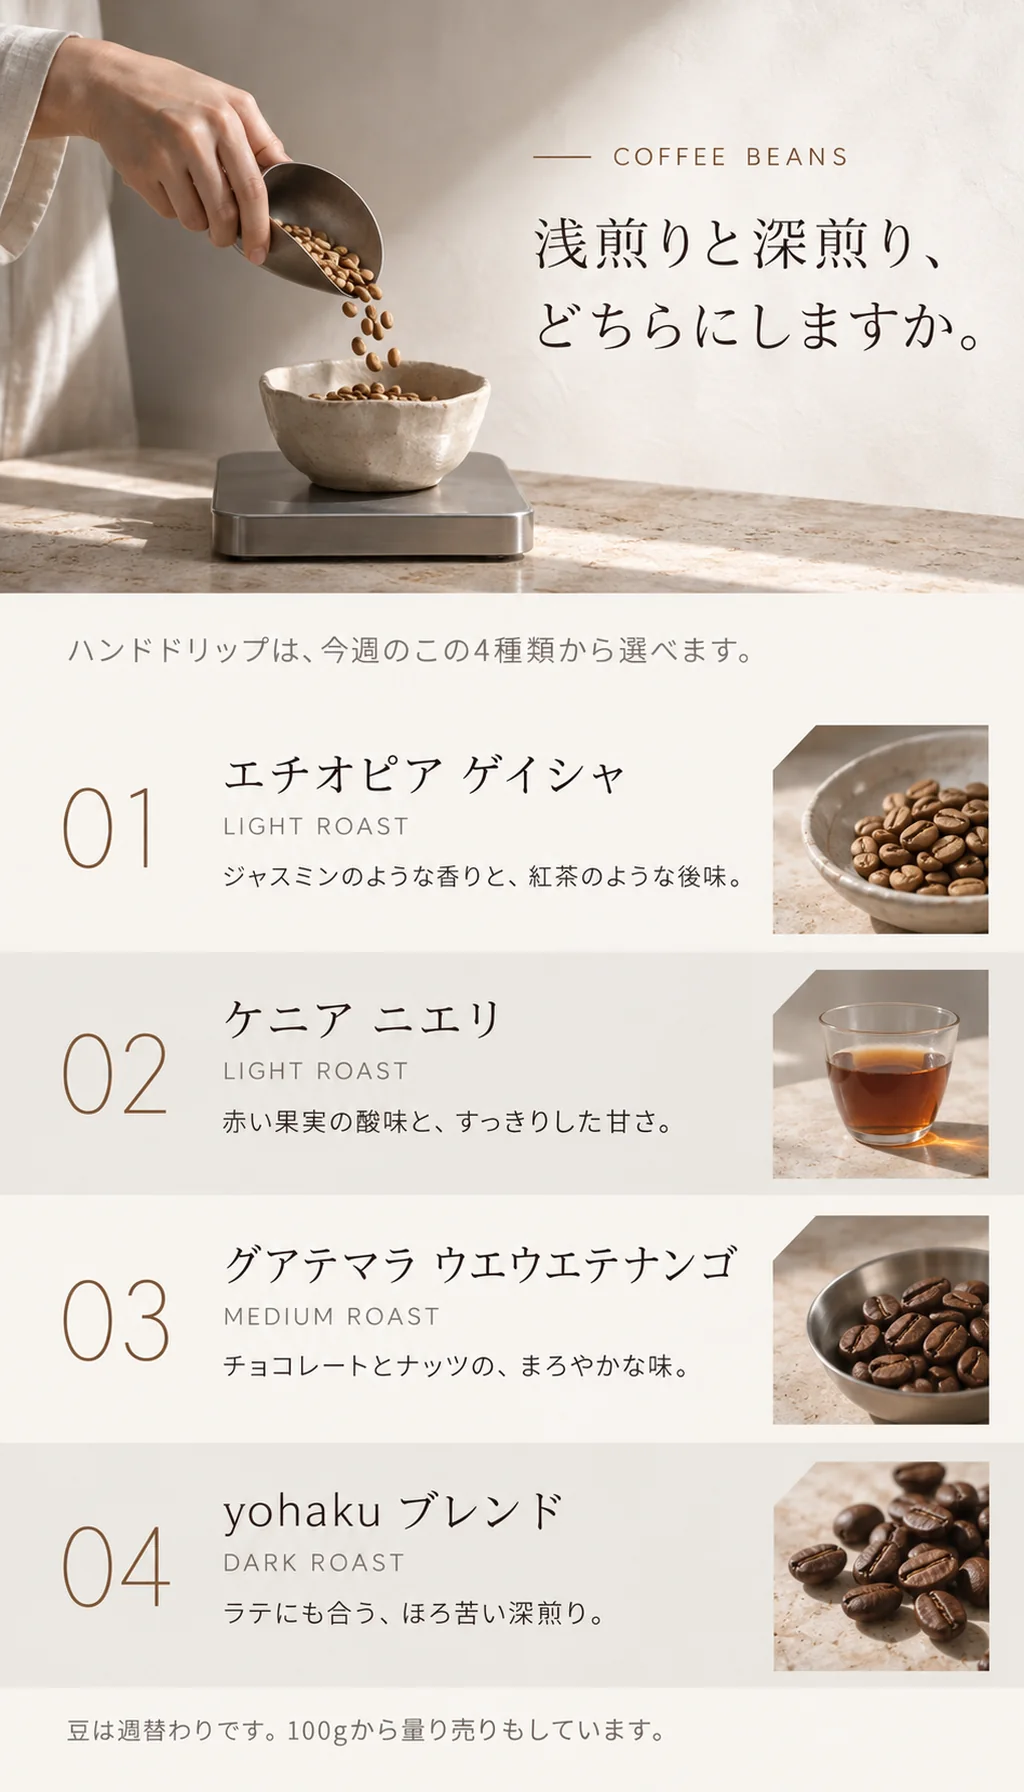 COFFEE BEANS
浅煎りと深煎り、
どちらにしますか。
ハンドドリップは、今週のこの4種類から選べます。
01
エチオピア ゲイシャ
LIGHT ROAST
ジャスミンのような香りと、紅茶のような後味。
02
ケニア ニエリ
LIGHT ROAST
赤い果実の酸味と、すっきりした甘さ。
03
グアテマラ ウエウエテナンゴ
MEDIUM ROAST
チョコレートとナッツの、まろやかな味。
04
yohaku ブレンド
DARK ROAST
ラテにも合う、ほろ苦い深煎り。
豆は週替わりです。100gから量り売りもしています。